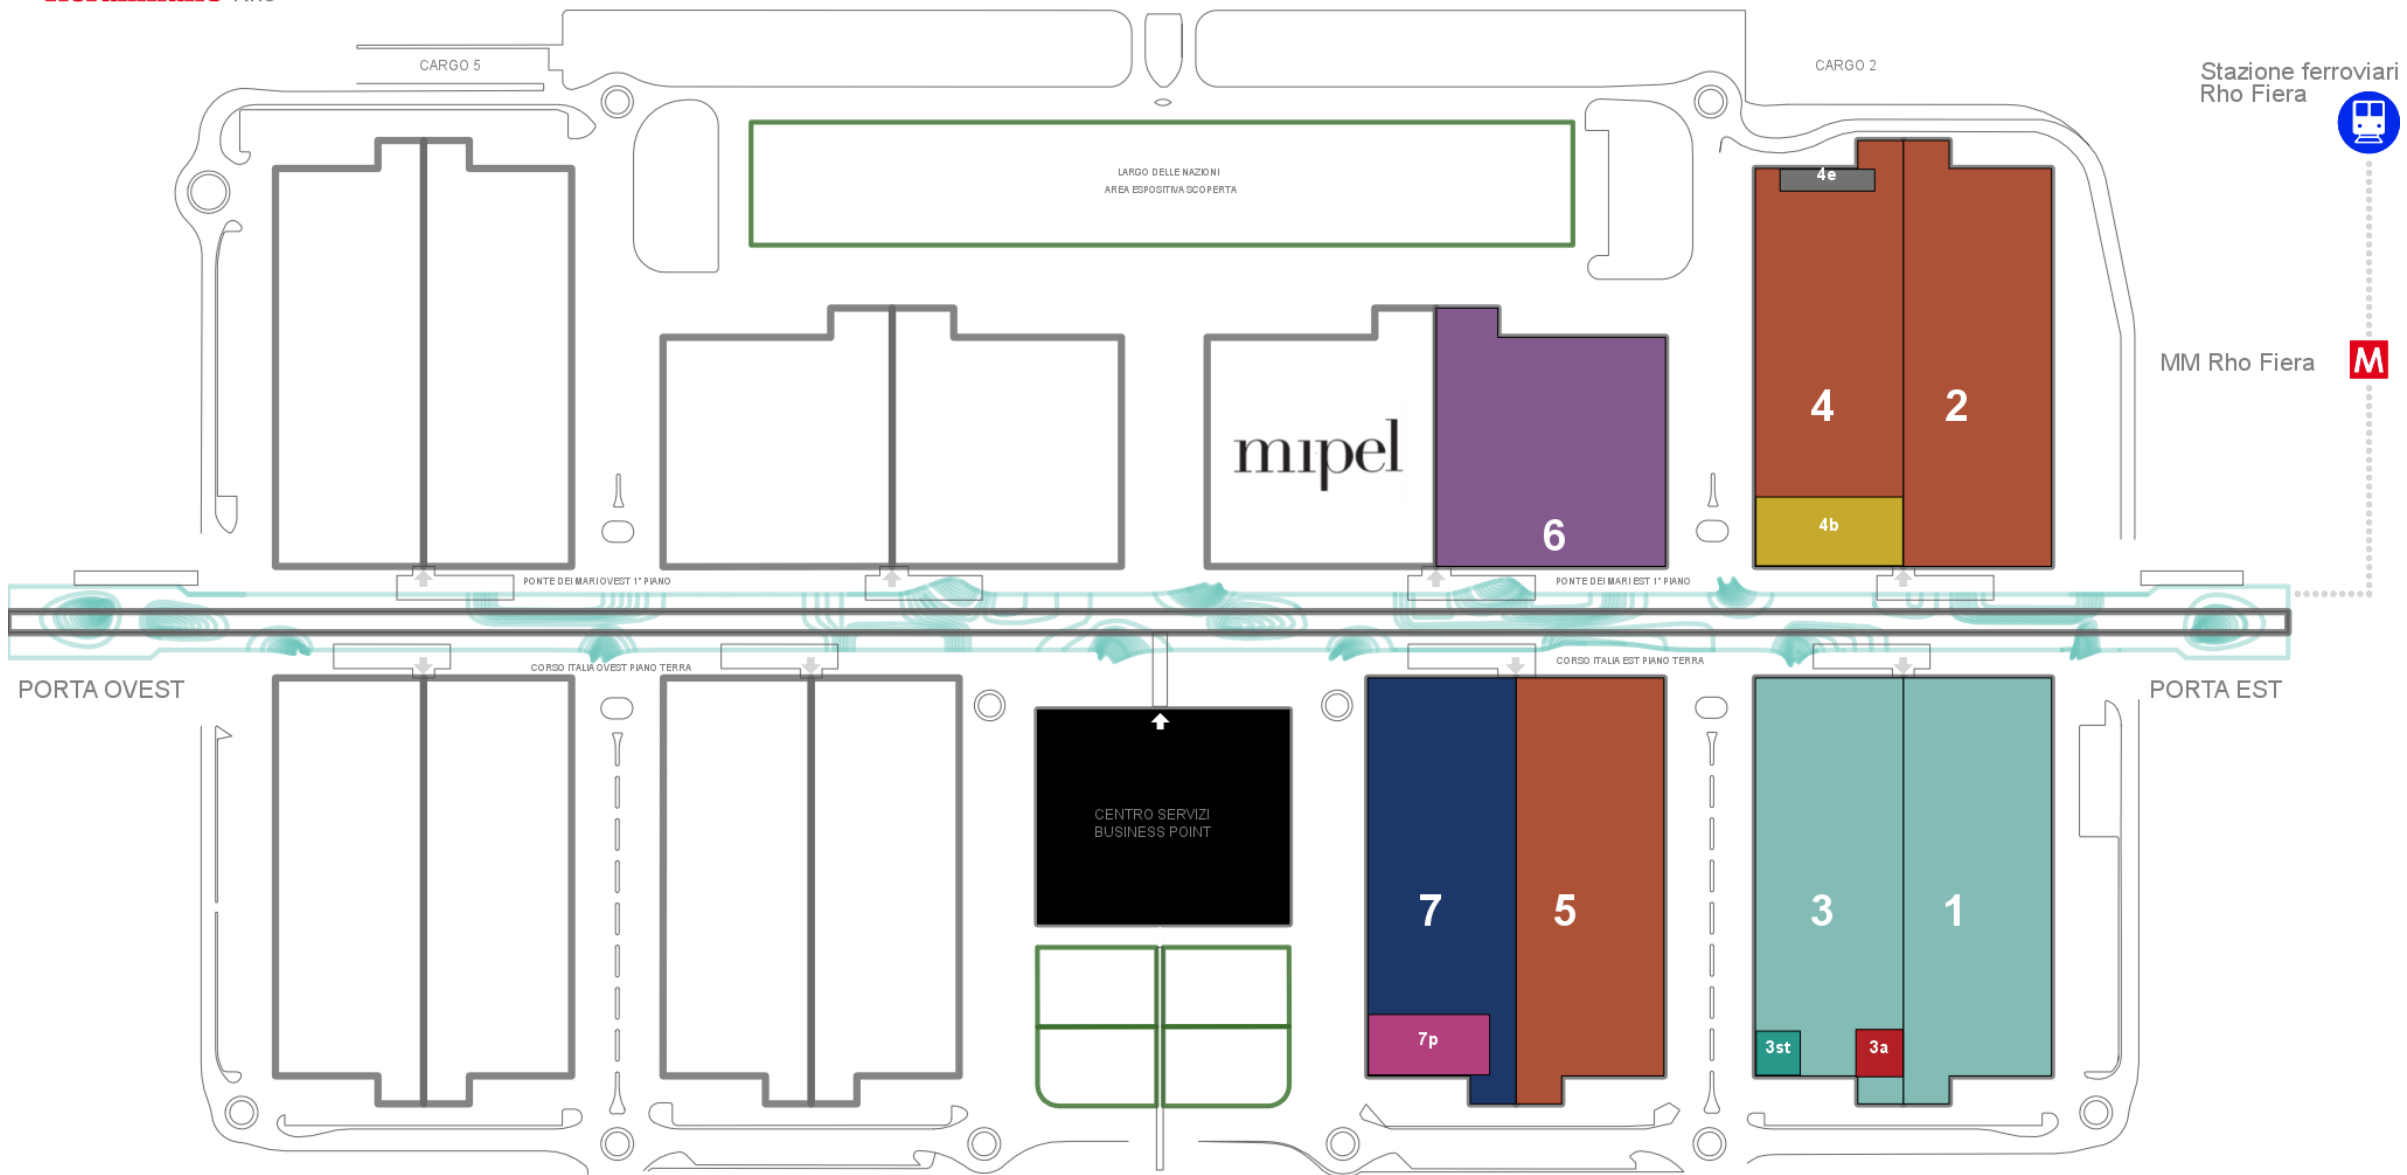 CARGO 5
CARGO 2
Stazione ferroviari
Rho Fiera
LARGO DELLE NAZIONI
AREA ESPOSITIVA SCOPERTA
4e
MM Rho Fiera
M
4
2
mipel
6
4b
PONTE DEI MARI OVEST 1° PIANO
PONTE DEI MARI EST 1° PIANO
CORSO ITALIA OVEST PIANO TERRA
CORSO ITALIA EST PIANO TERRA
PORTA OVEST
PORTA EST
CENTRO SERVIZI
BUSINESS POINT
7
5
3
1
7p
3st
3a